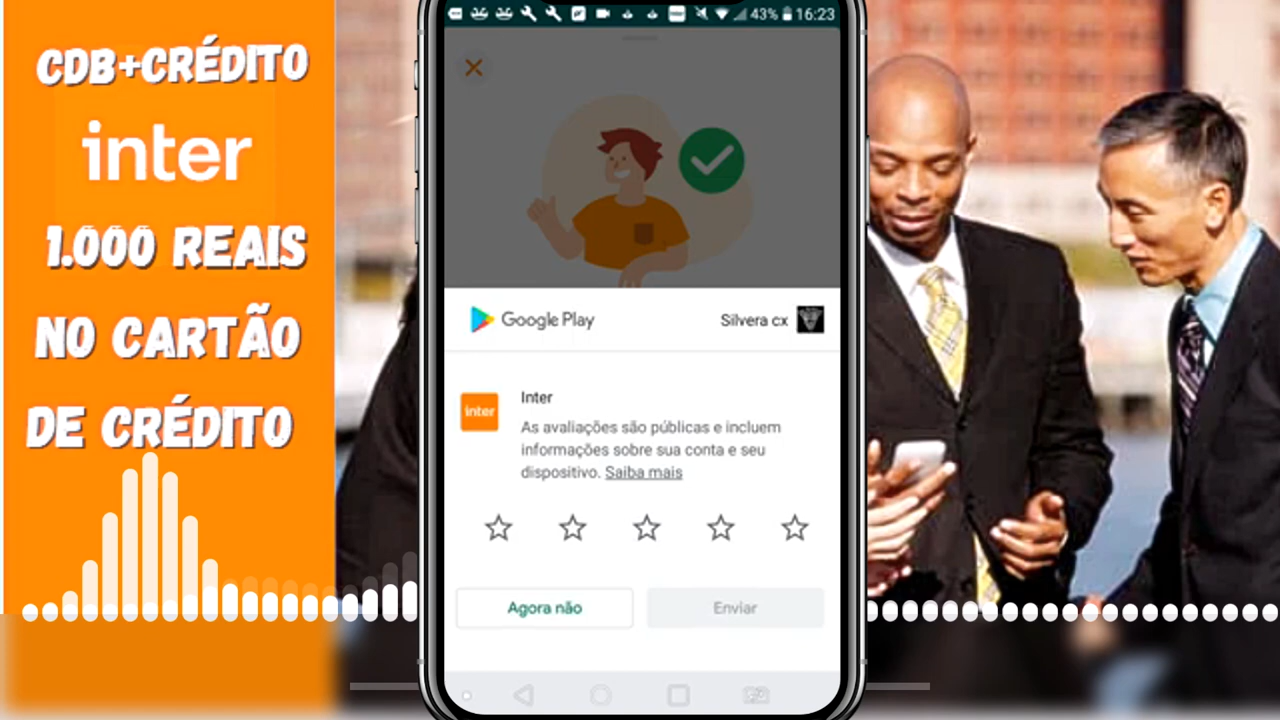 CDB+CRÉDITO
inter
1.000 REAIS
NO CARTÃO
DE CRÉDITO
43% 16:23
Google Play
Silvera cx
inter
Inter
As avaliações são públicas e incluem
informações sobre sua conta e seu
dispositivo. Saiba mais
Agora não
Enviar